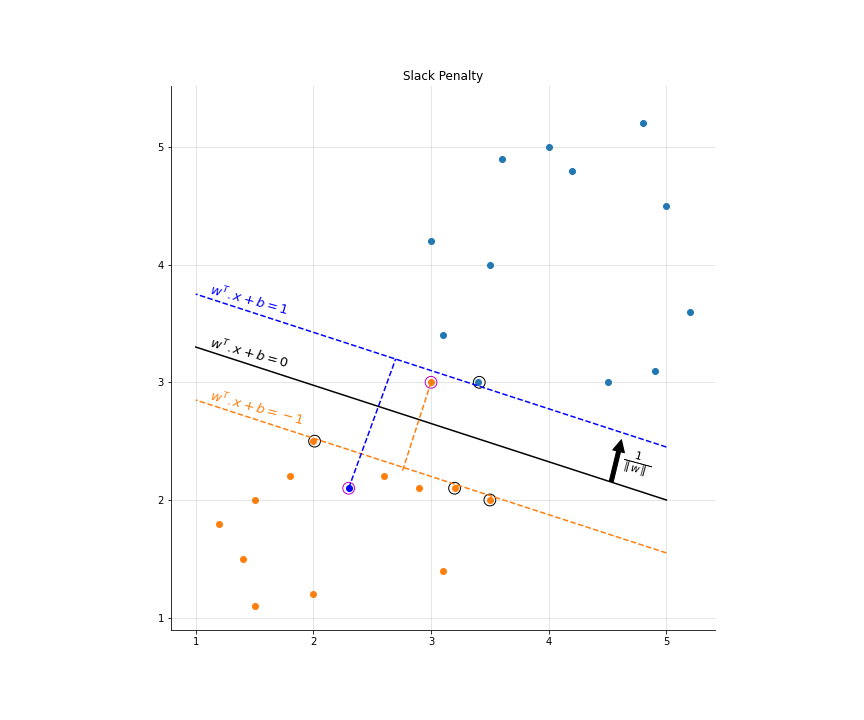 Slack Penalty
5
4
3
2
1
w^T.x + b = 1
w^T.x + b = 0
w^T.x + b = −1
1
‖w‖
1 2 3 4 5